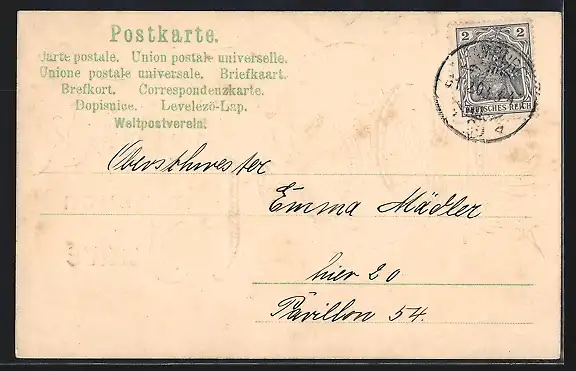 Postkarte.
Carte postale. Union postale universelle.
Unione postale universale. Briefkaart.
Brefkort. Correspondenzkarte.
Dopisnice. Levelező-Lap.
Weltpostverein.
2 2
DEUTSCHES REICH
Oberschwester
Emma Mädler
hier 20
Pavillon 54.